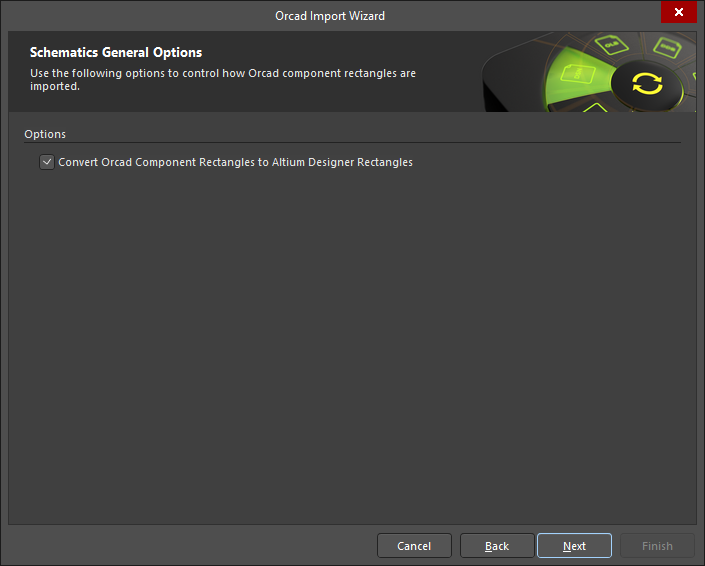 Orcad Import Wizard
Schematics General Options
Use the following options to control how Orcad component rectangles are
imported.
Options
Convert Orcad Component Rectangles to Altium Designer Rectangles
Cancel
Back
Next
Finish